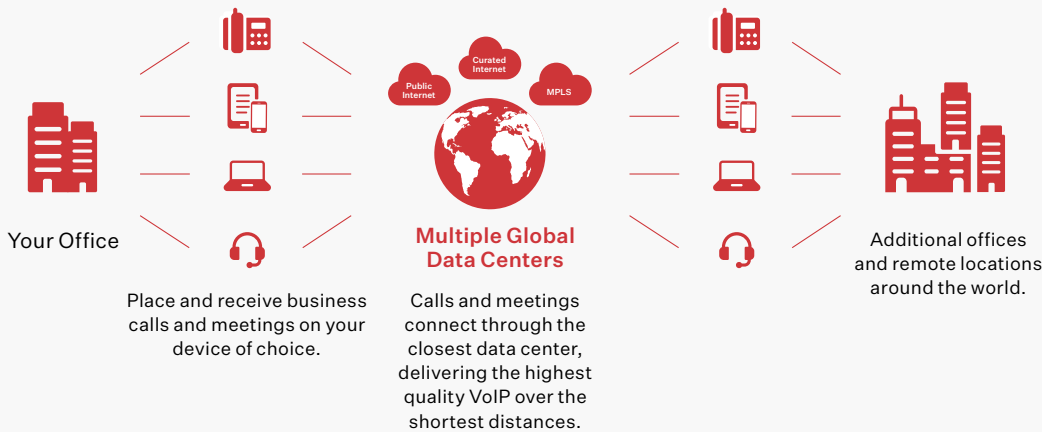 Public
Internet
Curated
Internet
MPLS
Your Office
Place and receive business
calls and meetings on your
device of choice.
Multiple Global
Data Centers
Calls and meetings
connect through the
closest data center,
delivering the highest
quality VoIP over the
shortest distances.
Additional offices
and remote locations
around the world.